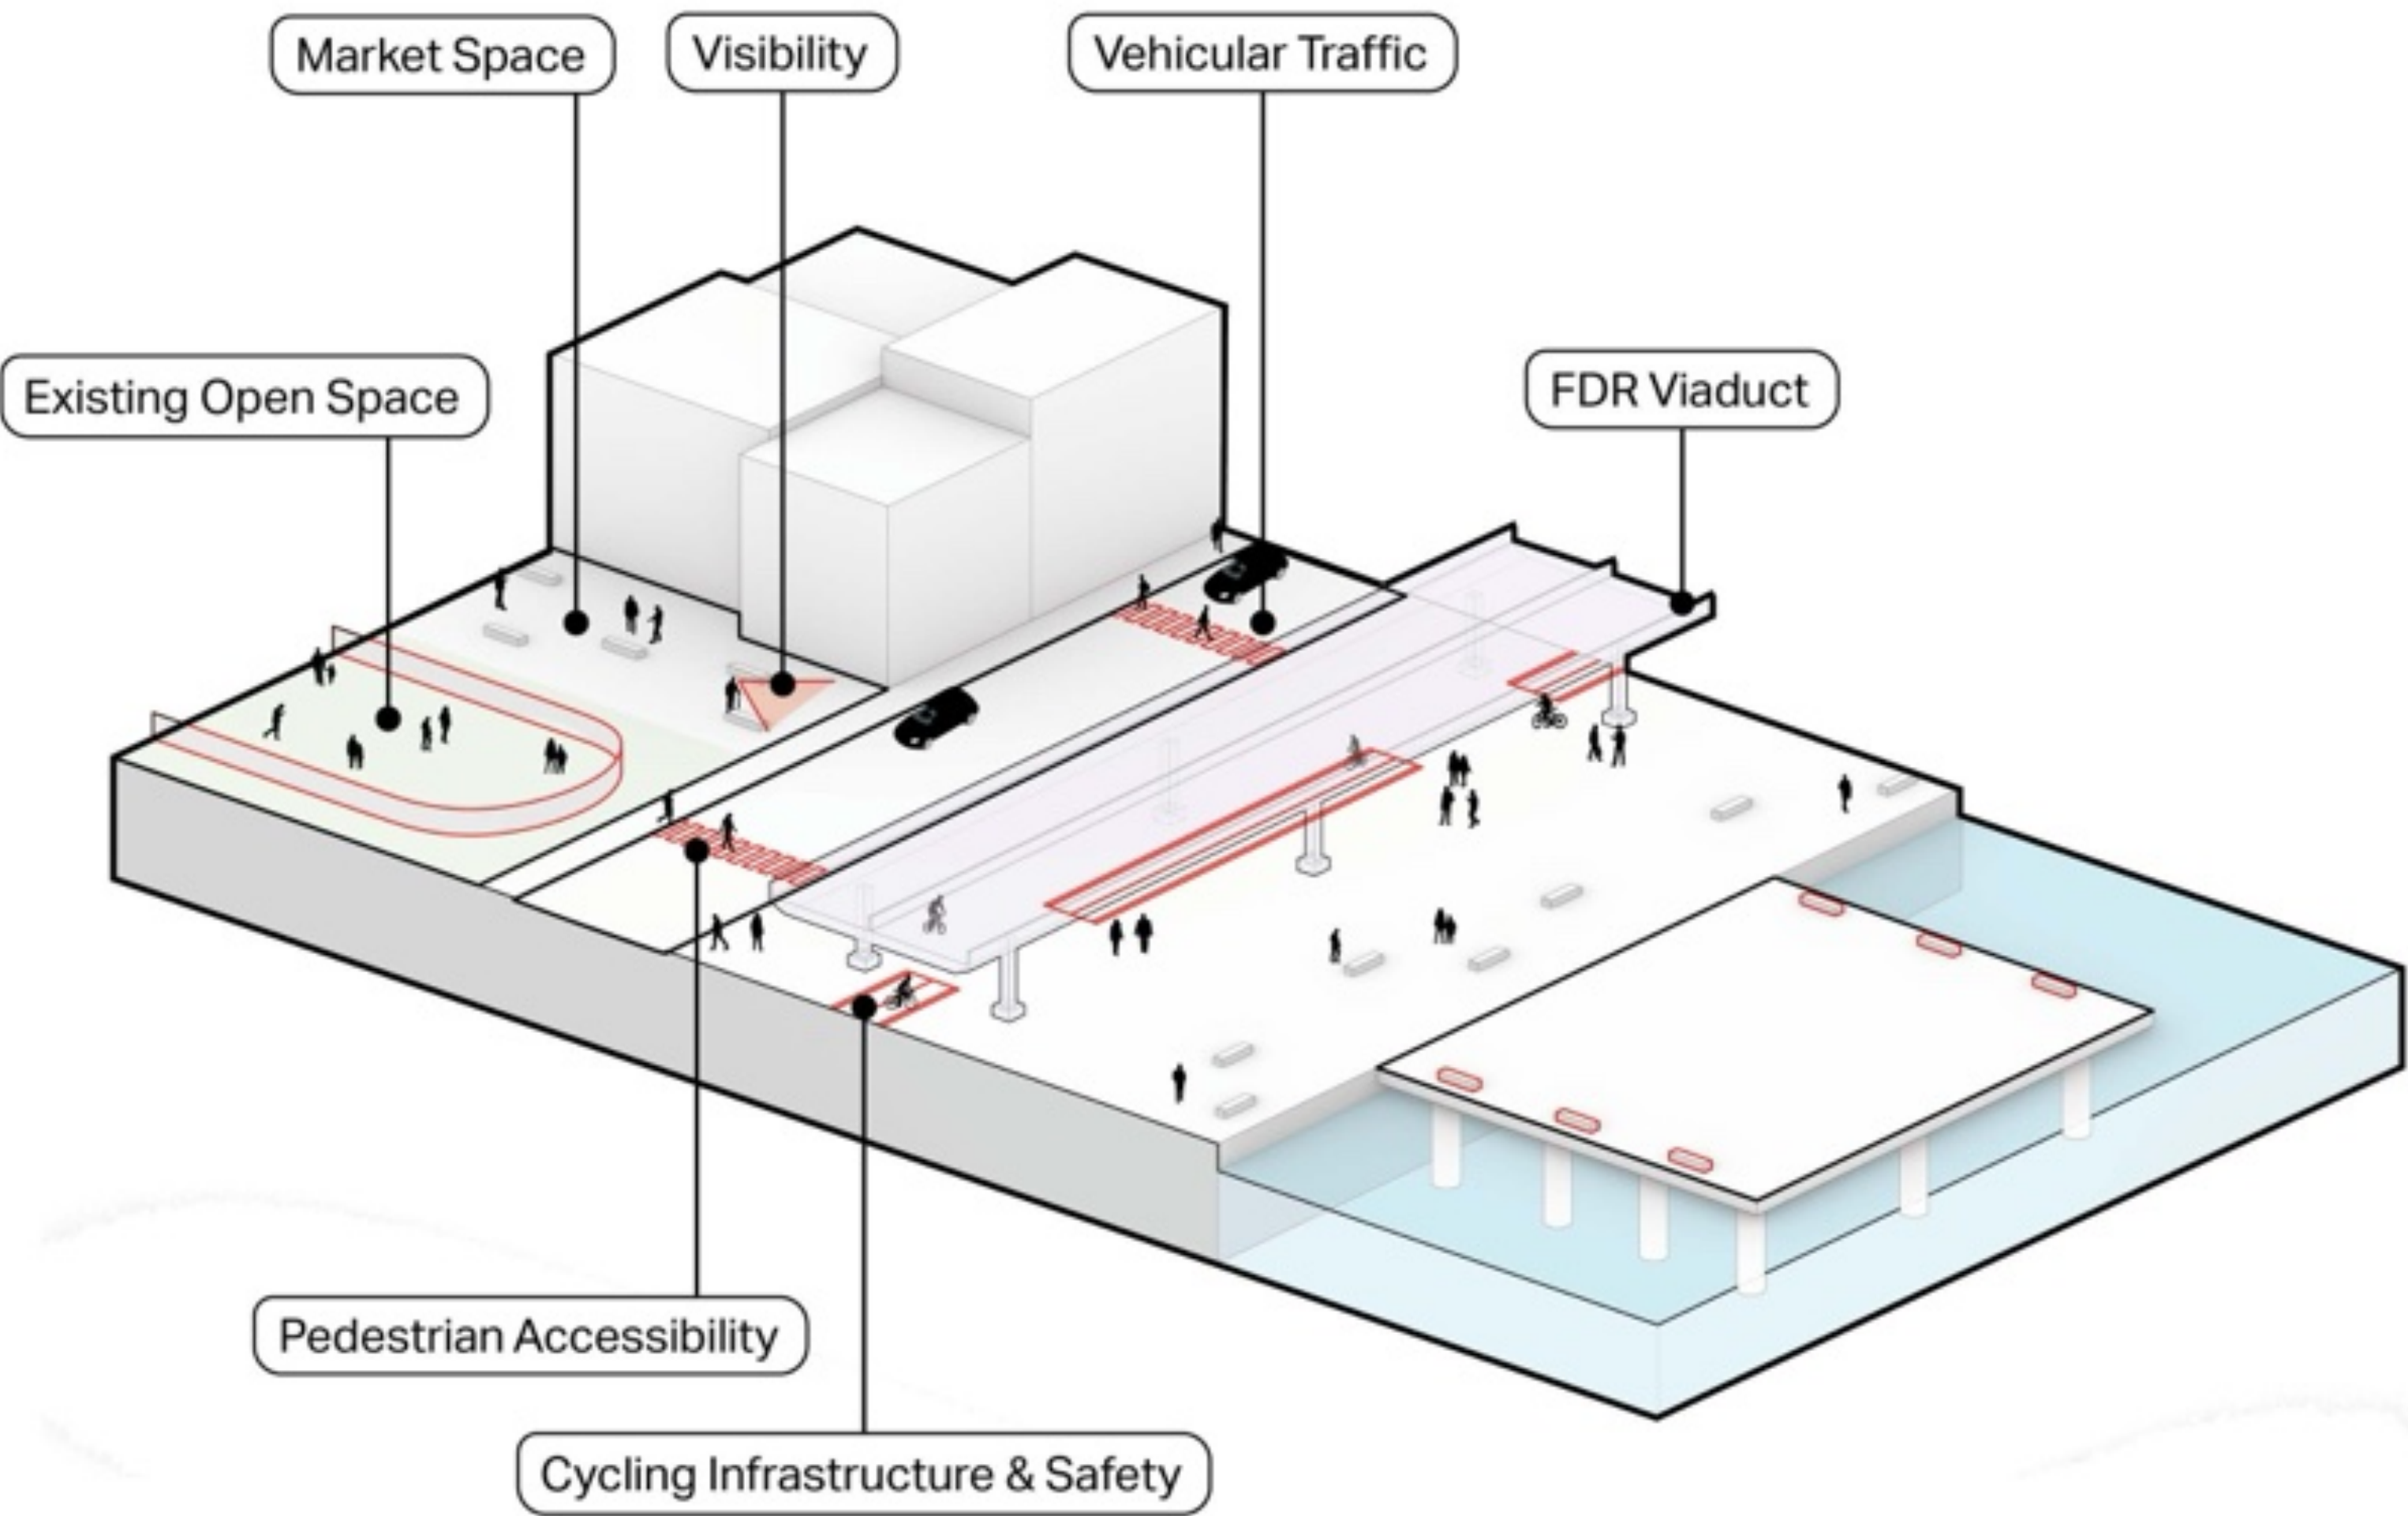 Market Space
Visibility
Vehicular Traffic
Existing Open Space
FDR Viaduct
Pedestrian Accessibility
Cycling Infrastructure & Safety